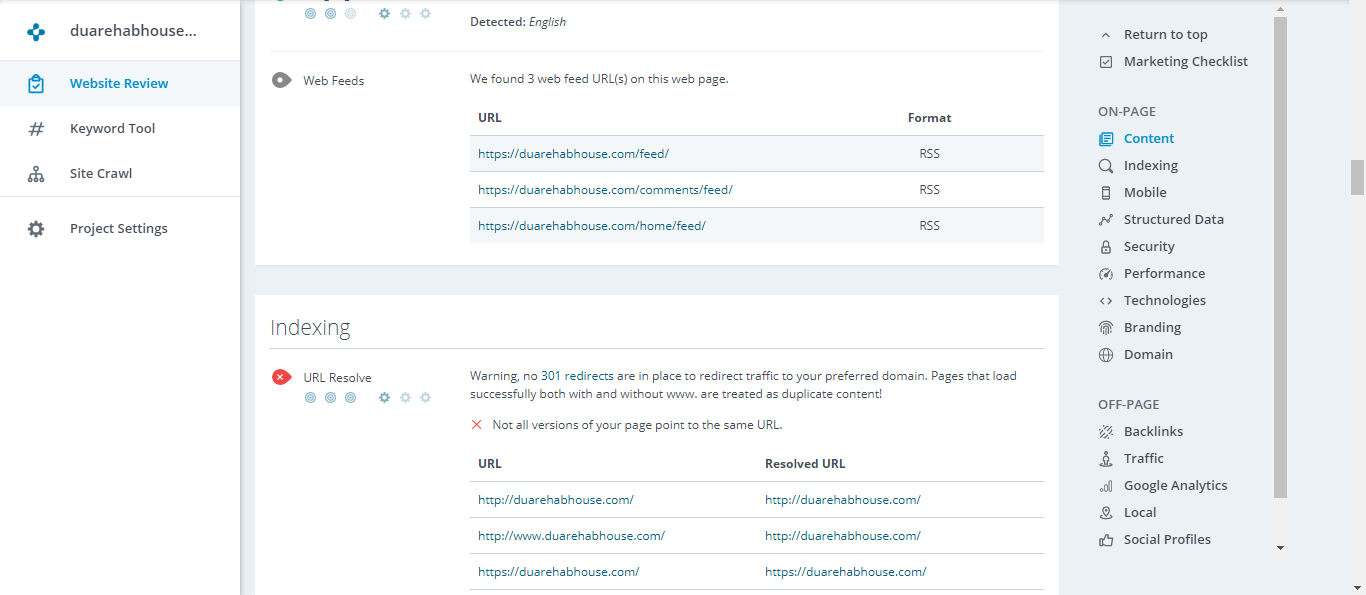 duarehabhouse...
Website Review
Keyword Tool
Site Crawl
Project Settings
Detected: English
Web Feeds
We found 3 web feed URL(s) on this web page.
URL Format
https://duarehabhouse.com/feed/ RSS
https://duarehabhouse.com/comments/feed/ RSS
https://duarehabhouse.com/home/feed/ RSS
Indexing
URL Resolve
Warning, no 301 redirects are in place to redirect traffic to your preferred domain. Pages that load
successfully both with and without www. are treated as duplicate content!
Not all versions of your page point to the same URL.
URL Resolved URL
http://duarehabhouse.com/ http://duarehabhouse.com/
http://www.duarehabhouse.com/ http://duarehabhouse.com/
https://duarehabhouse.com/ https://duarehabhouse.com/
Return to top
Marketing Checklist
ON-PAGE
Content
Indexing
Mobile
Structured Data
Security
Performance
Technologies
Branding
Domain
OFF-PAGE
Backlinks
Traffic
Google Analytics
Local
Social Profiles